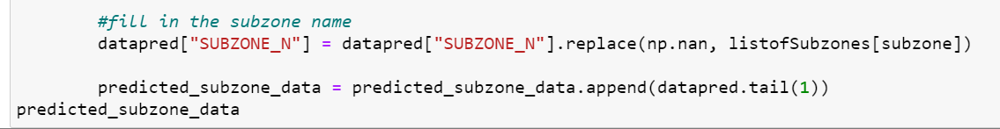 #fill in the subzone name
datapred["SUBZONE_N"] = datapred["SUBZONE_N"].replace(np.nan, listofSubzones[subzone])
predicted_subzone_data = predicted_subzone_data.append(datapred.tail(1))
predicted_subzone_data